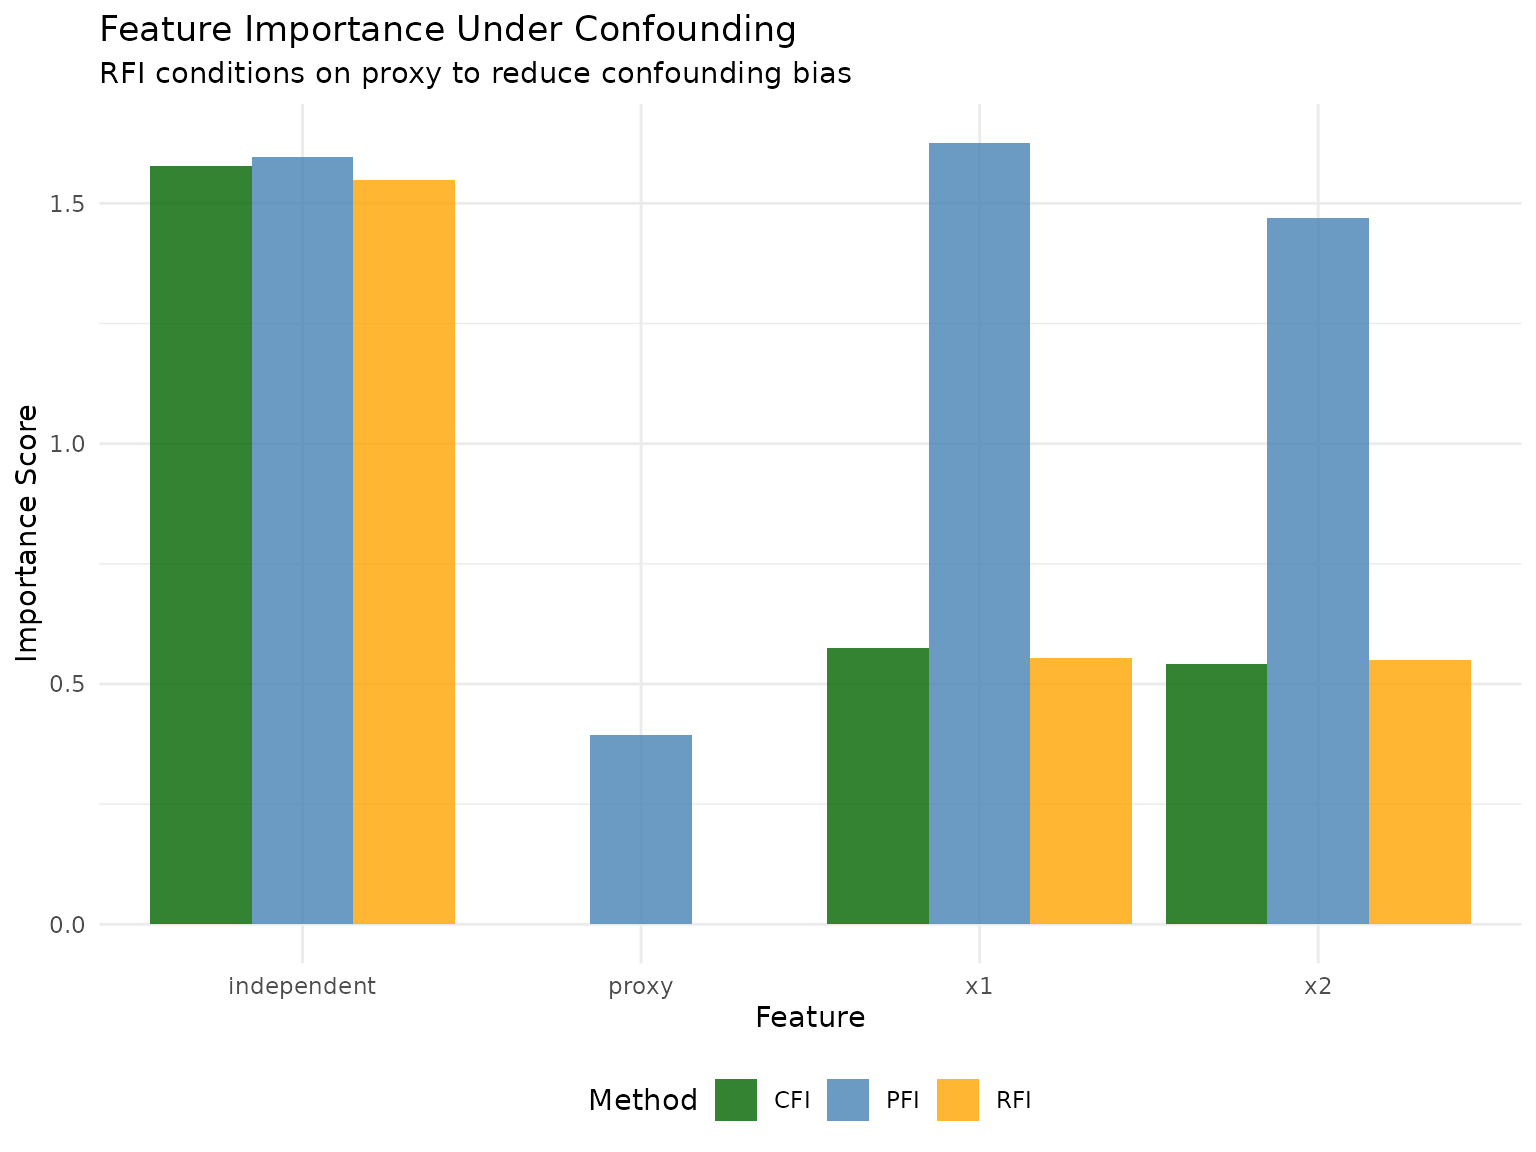 Feature Importance Under Confounding
RFI conditions on proxy to reduce confounding bias
Importance Score
1.5
1.0
0.5
0.0
independent proxy x1 x2
Feature
Method CFI PFI RFI